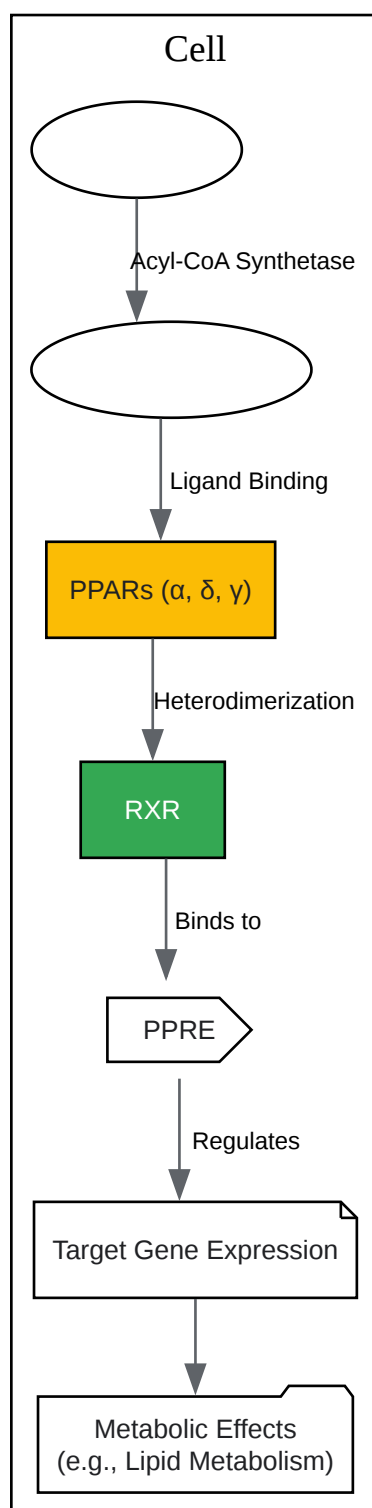 Cell
Acyl-CoA Synthetase
Ligand Binding
PPARs (α, δ, γ)
Heterodimerization
RXR
Binds to
PPRE
Regulates
Target Gene Expression
Metabolic Effects
(e.g., Lipid Metabolism)